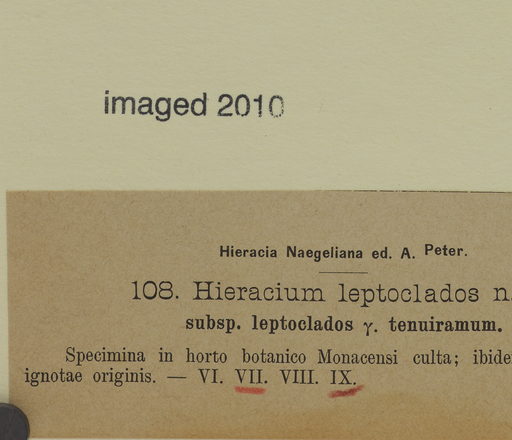 imaged 2010
Hieracia Naegeliana ed. A. Peter.
108. Hieracium leptoclados n.
subsp. leptoclados γ. tenuiramum.
Specimina in horto botanico Monacensi culta;
ignotae originis. — VI. VII. VIII. IX.